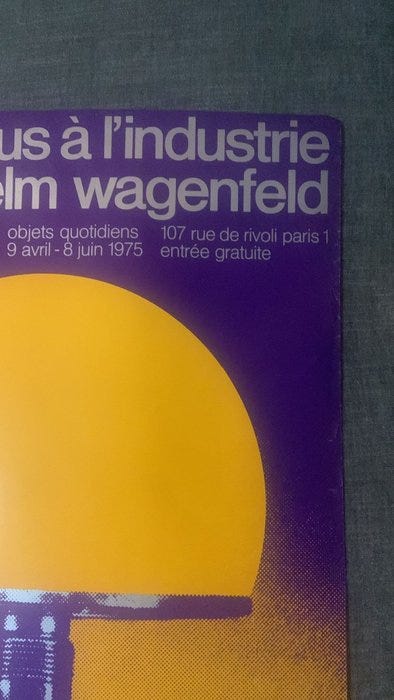 us à l'industrie
elm wagenfeld
objets quotidiens 107 rue de rivoli paris 1
9 avril - 8 juin 1975 entrée gratuite